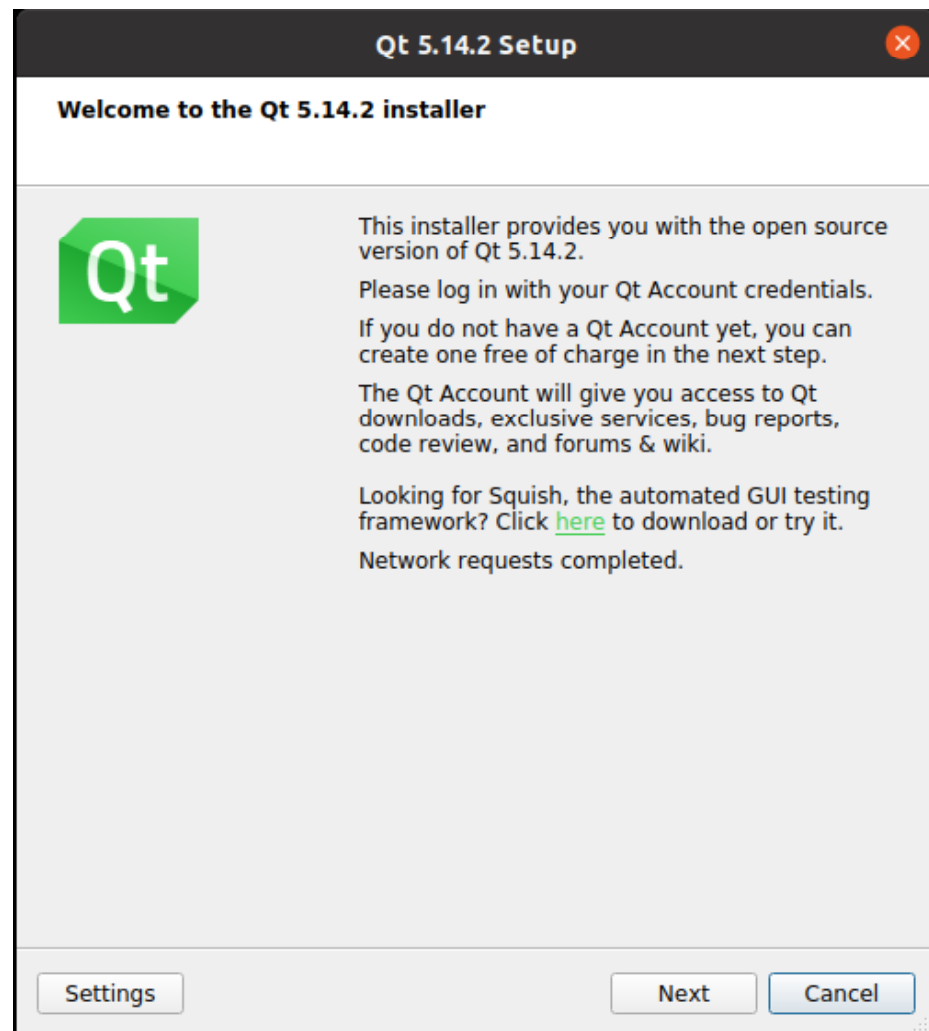 Qt 5.14.2 Setup
Welcome to the Qt 5.14.2 installer
Qt
This installer provides you with the open source
version of Qt 5.14.2.
Please log in with your Qt Account credentials.
If you do not have a Qt Account yet, you can
create one free of charge in the next step.
The Qt Account will give you access to Qt
downloads, exclusive services, bug reports,
code review, and forums & wiki.
Looking for Squish, the automated GUI testing
framework? Click here to download or try it.
Network requests completed.
Settings
Next
Cancel